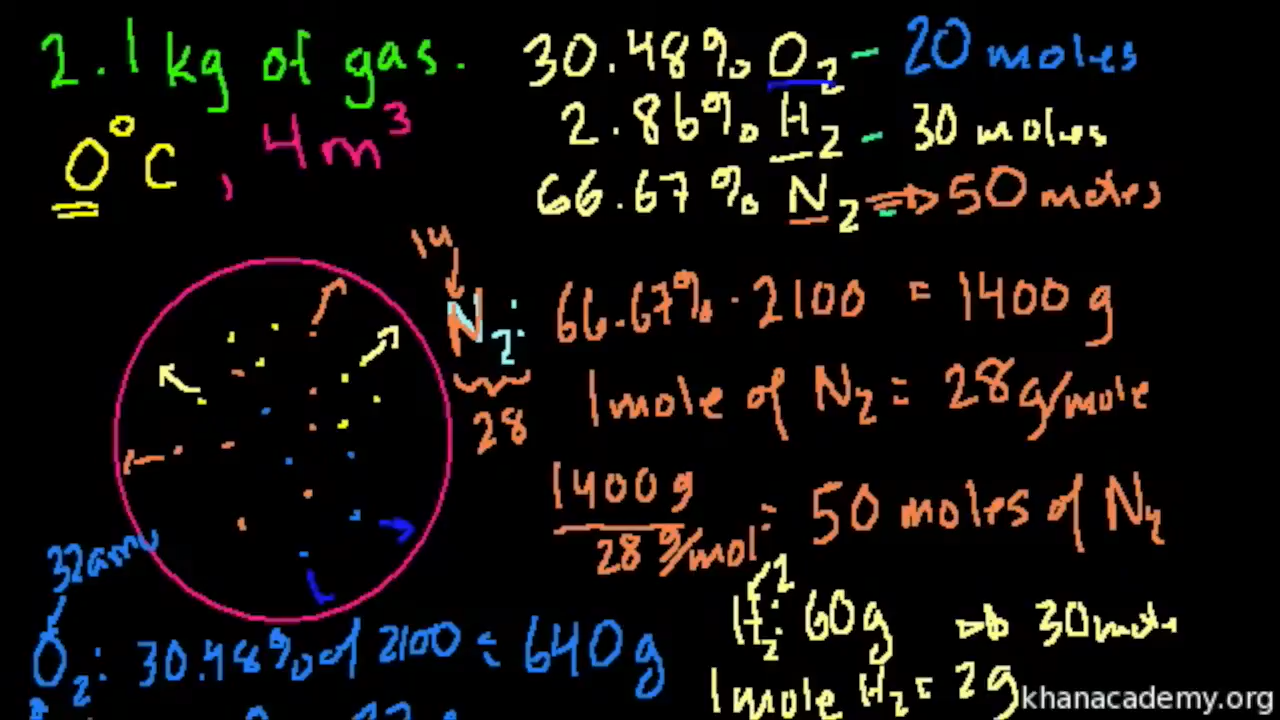 2.1 kg of gas.
0°C, 4m³
30.48% O₂ - 20 moles
2.86% H₂ - 30 moles
66.67% N₂ ⇒ 50 moles
14
N₂: 66.67% · 2100 = 1400 g
28
1 mole of N₂ = 28 g/mole
1400 g / 28 g/mol = 50 moles of N₂
32 amu
O₂: 30.48% of 2100 = 640 g
2
H₂: 60 g → 30 mole
1 mole H₂ = 2g
khanacademy.org